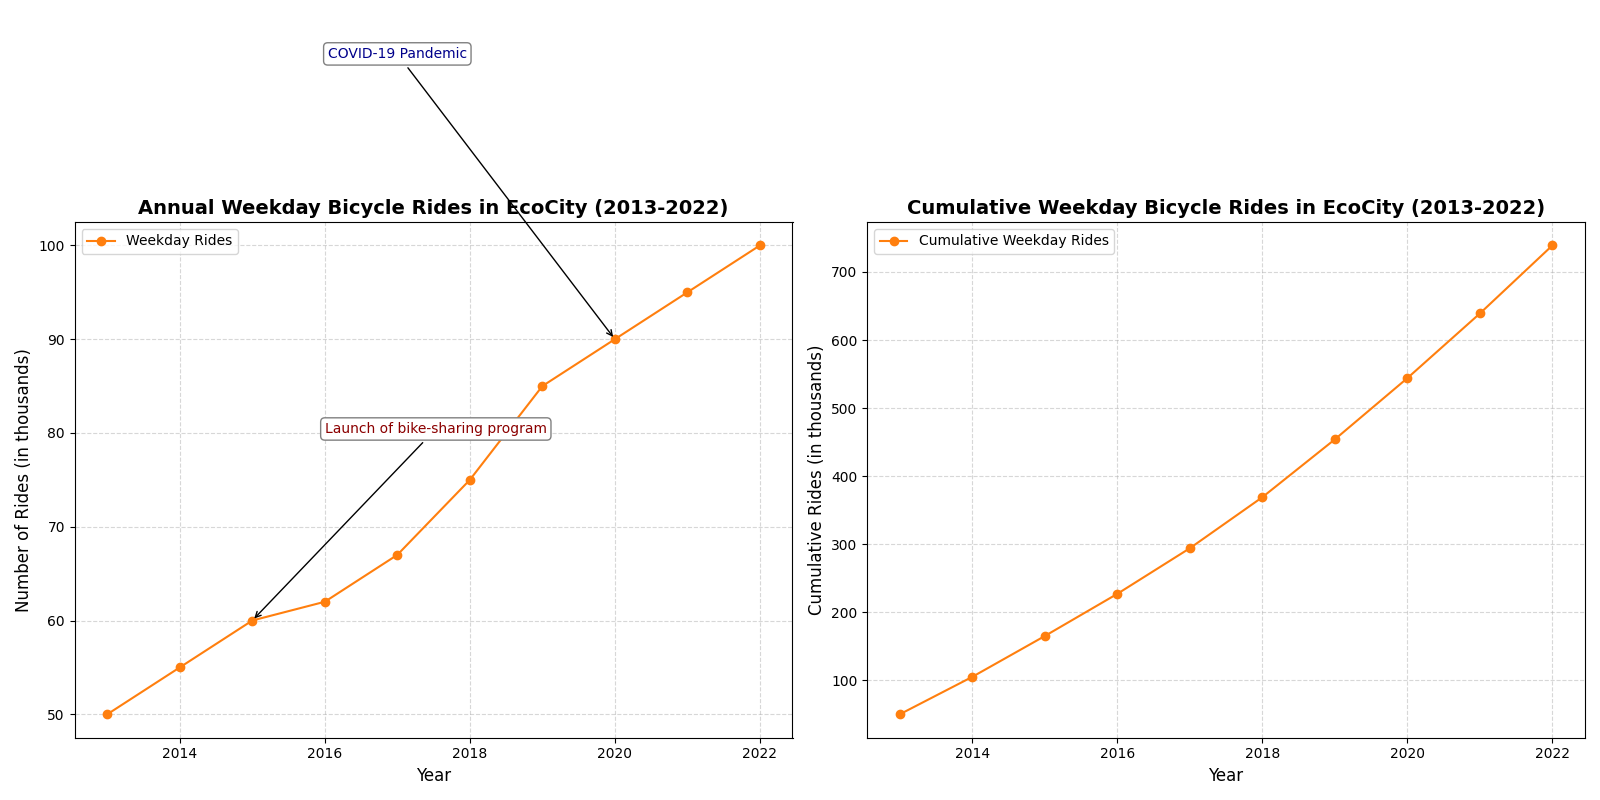 COVID-19 Pandemic
Annual Weekday Bicycle Rides in EcoCity (2013-2022)
Weekday Rides
Launch of bike-sharing program
Number of Rides (in thousands)
100
90
80
70
60
50
2014
2016
2018
2020
2022
Year
Cumulative Weekday Bicycle Rides in EcoCity (2013-2022)
Cumulative Weekday Rides
Cumulative Rides (in thousands)
700
600
500
400
300
200
100
2014
2016
2018
2020
2022
Year